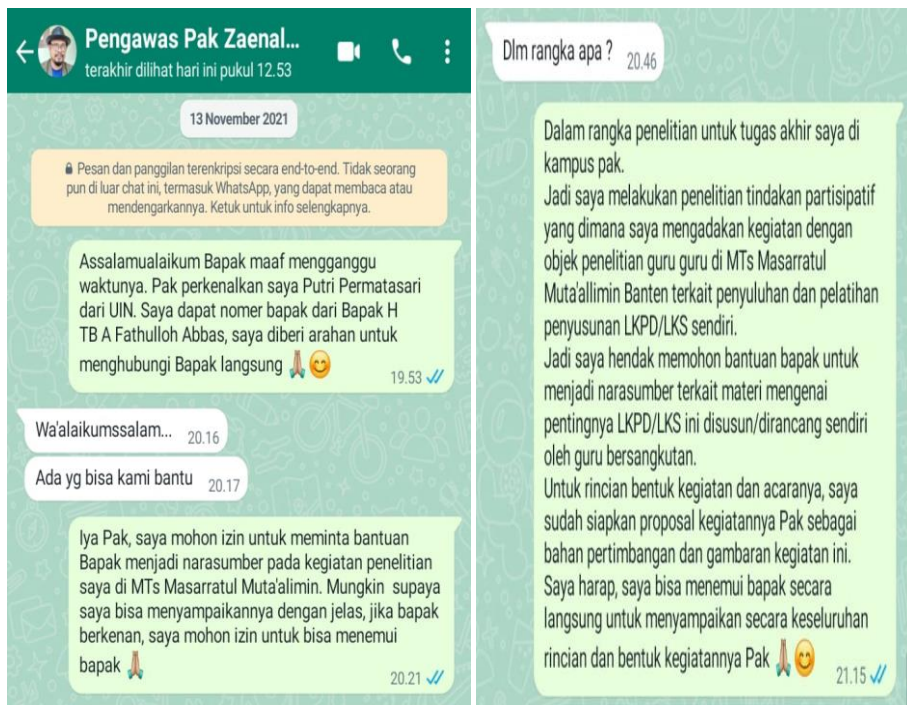 Pengawas Pak Zaenal...
terakhir dilihat hari ini pukul 12.53
13 November 2021
Pesan dan panggilan terenkripsi secara end-to-end. Tidak seorang
pun di luar chat ini, termasuk WhatsApp, yang dapat membaca atau
mendengarkannya. Ketuk untuk info selengkapnya.
Assalamualaikum Bapak maaf mengganggu
waktunya. Pak perkenalkan saya Putri Permatasari
dari UIN. Saya dapat nomer bapak dari Bapak H
TB A Fathulloh Abbas, saya diberi arahan untuk
menghubungi Bapak langsung 🙏🏼😊
19.53
Wa'alaikumssalam...
20.16
Ada yg bisa kami bantu
20.17
Iya Pak, saya mohon izin untuk meminta bantuan
Bapak menjadi narasumber pada kegiatan penelitian
saya di MTs Masarratul Muta'alimin. Mungkin supaya
saya bisa menyampaikannya dengan jelas, jika bapak
berkenan, saya mohon izin untuk bisa menemui
bapak 🙏🏼
20.21
Dlm rangka apa ?
20.46
Dalam rangka penelitian untuk tugas akhir saya di
kampus pak.
Jadi saya melakukan penelitian tindakan partisipatif
yang dimana saya mengadakan kegiatan dengan
objek penelitian guru guru di MTs Masarratul
Muta'allimin Banten terkait penyuluhan dan pelatihan
penyusunan LKPD/LKS sendiri.
Jadi saya hendak memohon bantuan bapak untuk
menjadi narasumber terkait materi mengenai
pentingnya LKPD/LKS ini disusun/dirancang sendiri
oleh guru bersangkutan.
Untuk rincian bentuk kegiatan dan acaranya, saya
sudah siapkan proposal kegiatannya Pak sebagai
bahan pertimbangan dan gambaran kegiatan ini.
Saya harap, saya bisa menemui bapak secara
langsung untuk menyampaikan secara keseluruhan
rincian dan bentuk kegiatannya Pak 🙏🏼😊
21.15